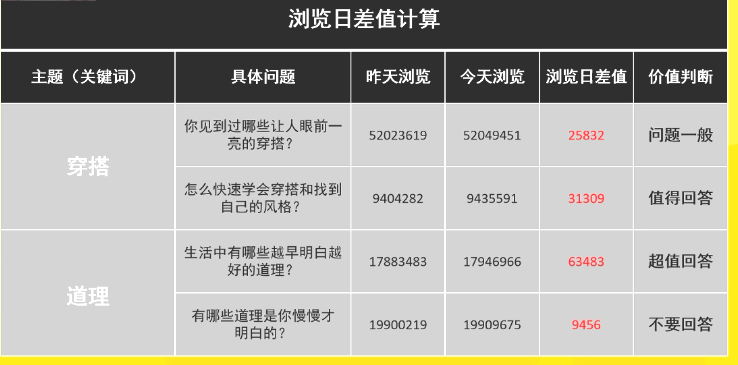 浏览日差值计算
主题（关键词）
具体问题
昨天浏览
今天浏览
浏览日差值
价值判断
穿搭
你见到过哪些让人眼前一
亮的穿搭？
52023619
52049451
25832
问题一般
怎么快速学会穿搭和找到
自己的风格？
9404282
9435591
31309
值得回答
道理
生活中有哪些越早明白越
好的道理？
17883483
17946966
63483
超值回答
有哪些道理是你慢慢才
明白的？
19900219
19909675
9456
不要回答